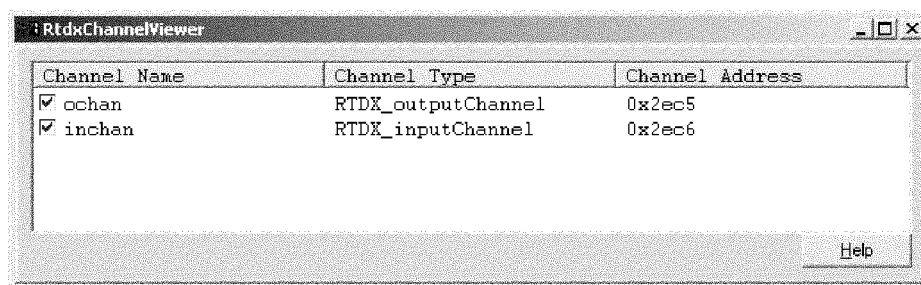 RtdxChannelViewer
Channel Name Channel Type Channel Address
ochan RTDX_outputChannel 0x2ec5
inchan RTDX_inputChannel 0x2ec6
Help